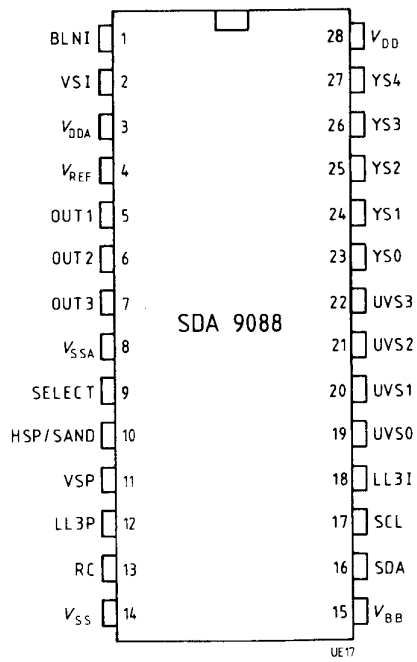 BLNI 1 28 VDD
VSI 2 27 YS4
VDDA 3 26 YS3
VREF 4 25 YS2
OUT1 5 24 YS1
OUT2 6 23 YS0
OUT3 7 22 UVS3
SDA 9088
VSSA 8 21 UVS2
SELECT 9 20 UVS1
HSP/SAND 10 19 UVS0
VSP 11 18 LL3I
LL3P 12 17 SCL
RC 13 16 SDA
VSS 14 15 VBB
UE17